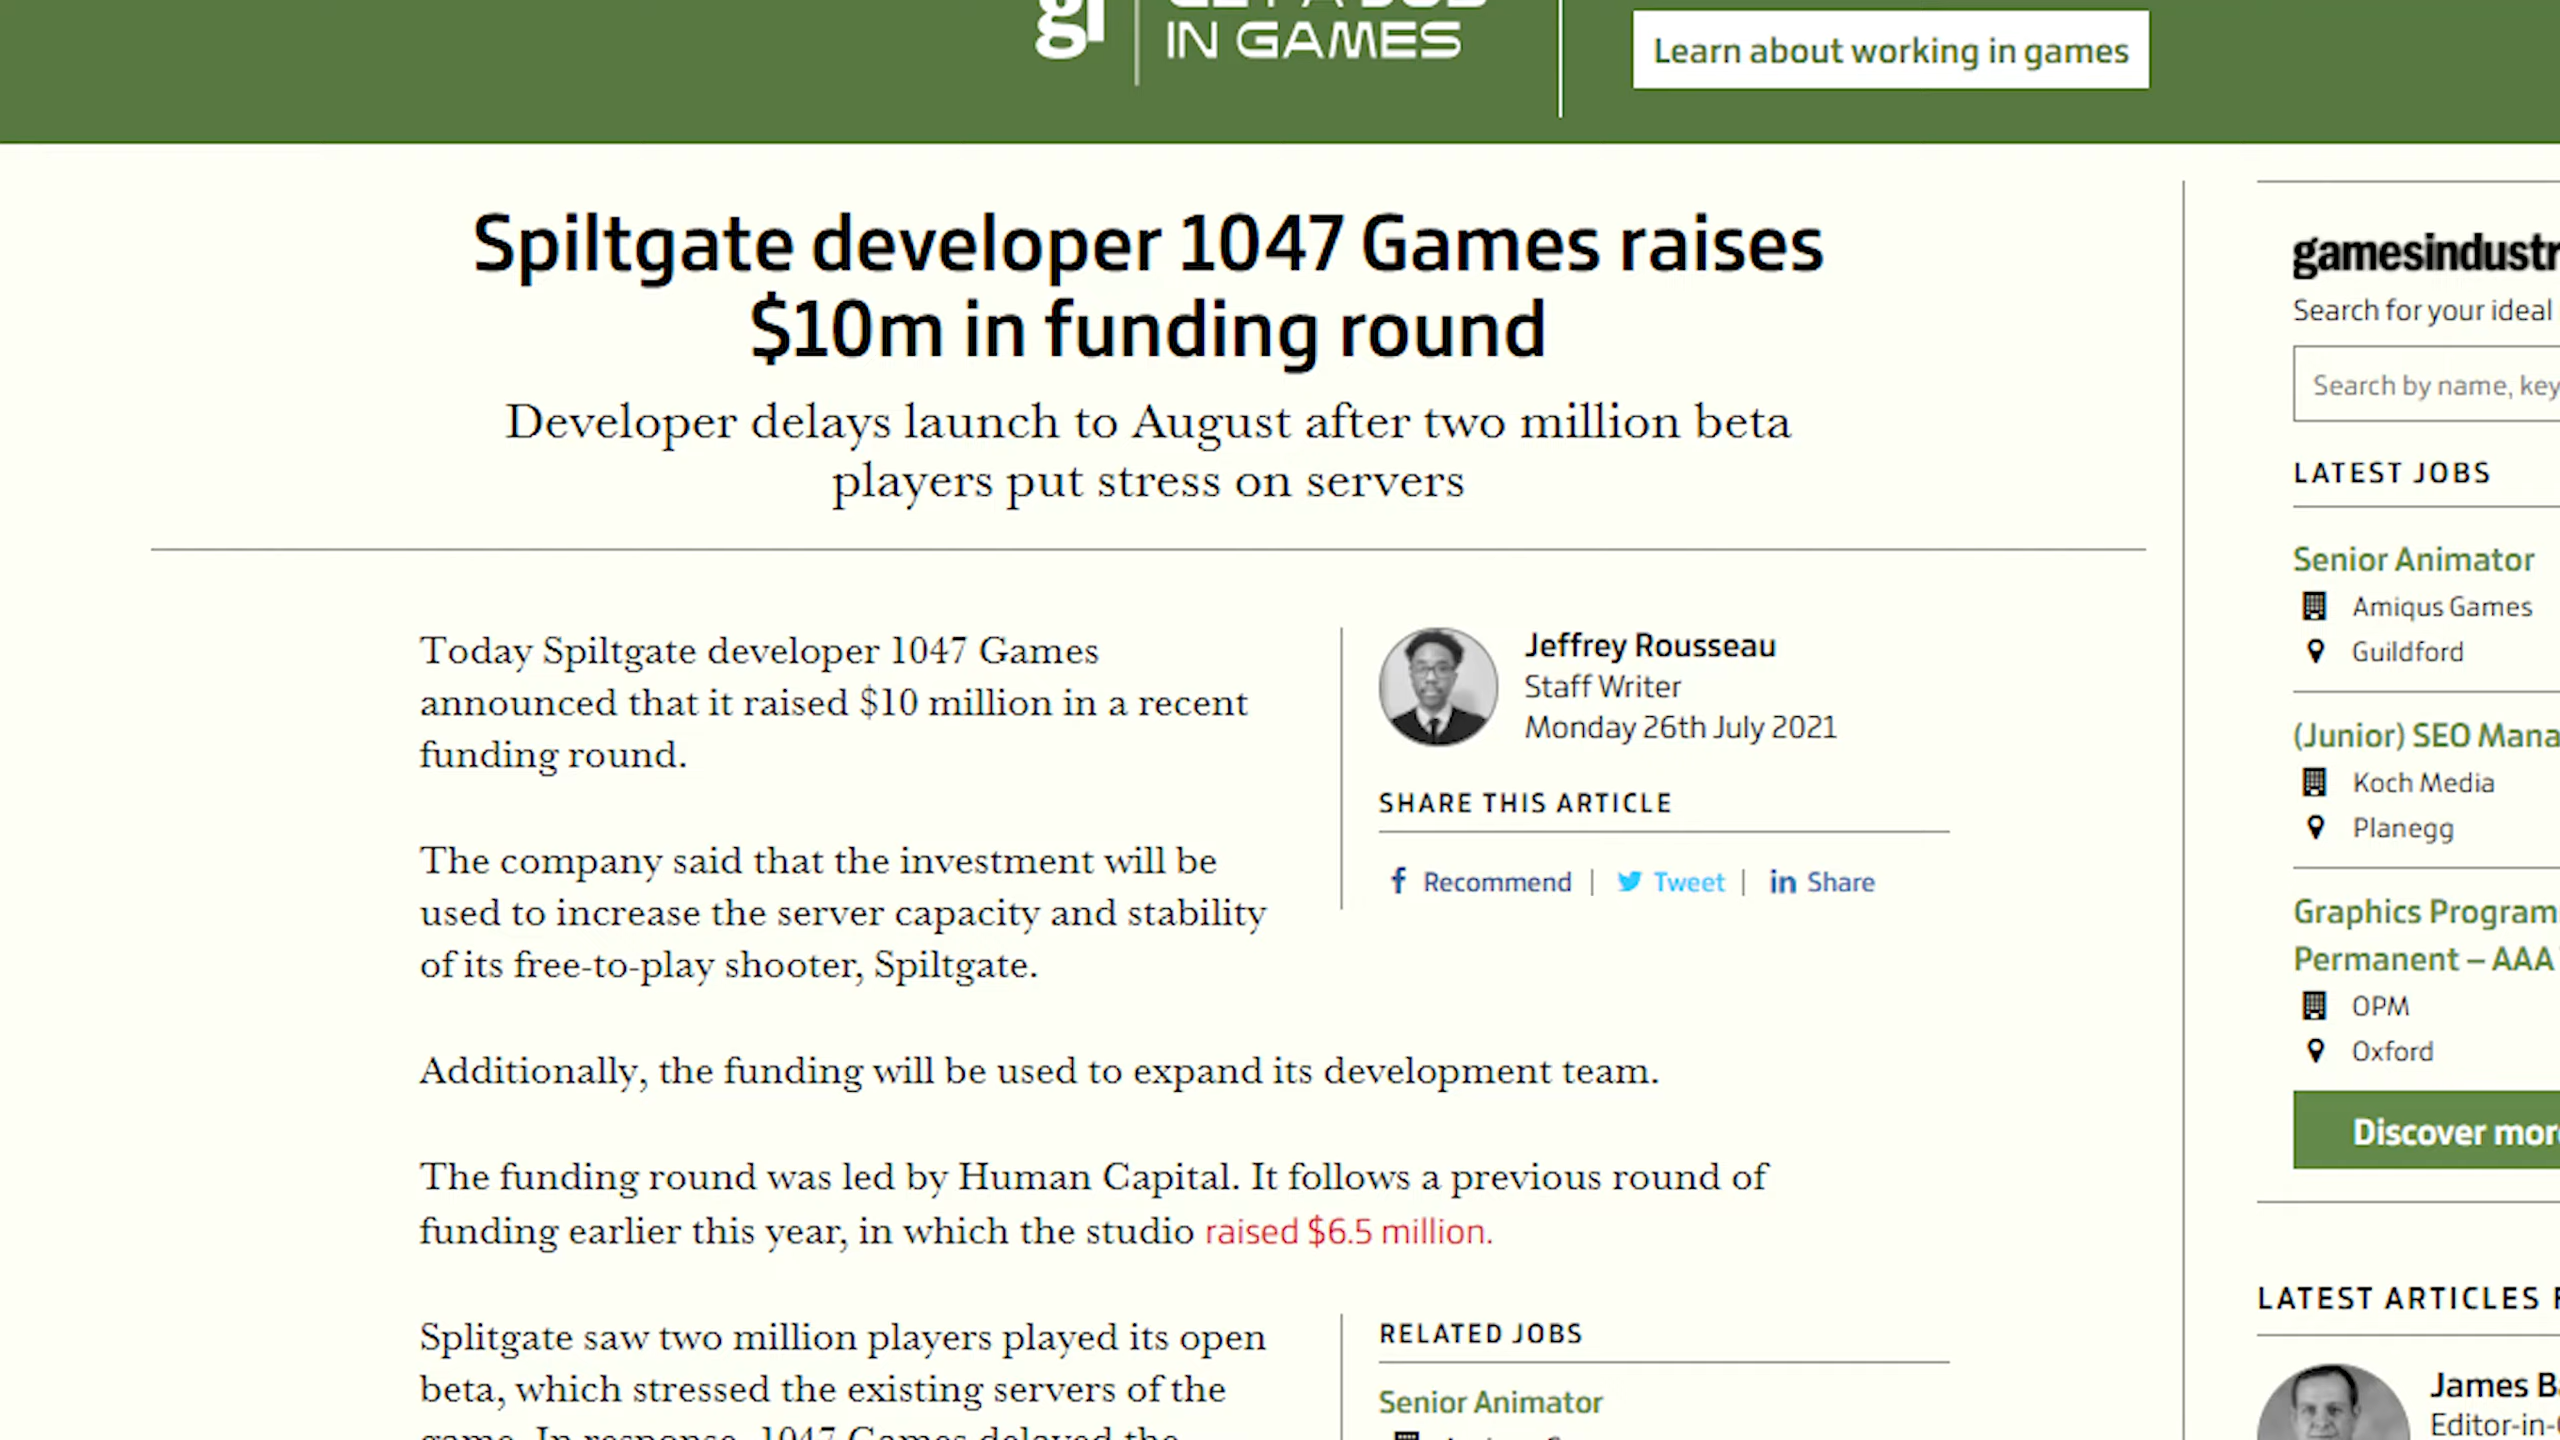 IN GAMES
Learn about working in games
Spiltgate developer 1047 Games raises
$10m in funding round
Developer delays launch to August after two million beta
players put stress on servers
Today Spiltgate developer 1047 Games
announced that it raised $10 million in a recent
funding round.
The company said that the investment will be
used to increase the server capacity and stability
of its free-to-play shooter, Spiltgate.
Additionally, the funding will be used to expand its development team.
The funding round was led by Human Capital. It follows a previous round of
funding earlier this year, in which the studio raised $6.5 million.
Splitgate saw two million players played its open
beta, which stressed the existing servers of the
game. In response, 1047 Games delayed the
Jeffrey Rousseau
Staff Writer
Monday 26th July 2021
SHARE THIS ARTICLE
Recommend | Tweet | in Share
RELATED JOBS
Senior Animator
gamesindustr
Search for your ideal
Search by name, key
LATEST JOBS
Senior Animator
Amiqus Games
Guildford
(Junior) SEO Mana
Koch Media
Planegg
Graphics Program
Permanent – AAA
OPM
Oxford
Discover mor
LATEST ARTICLES
James B
Editor-in-